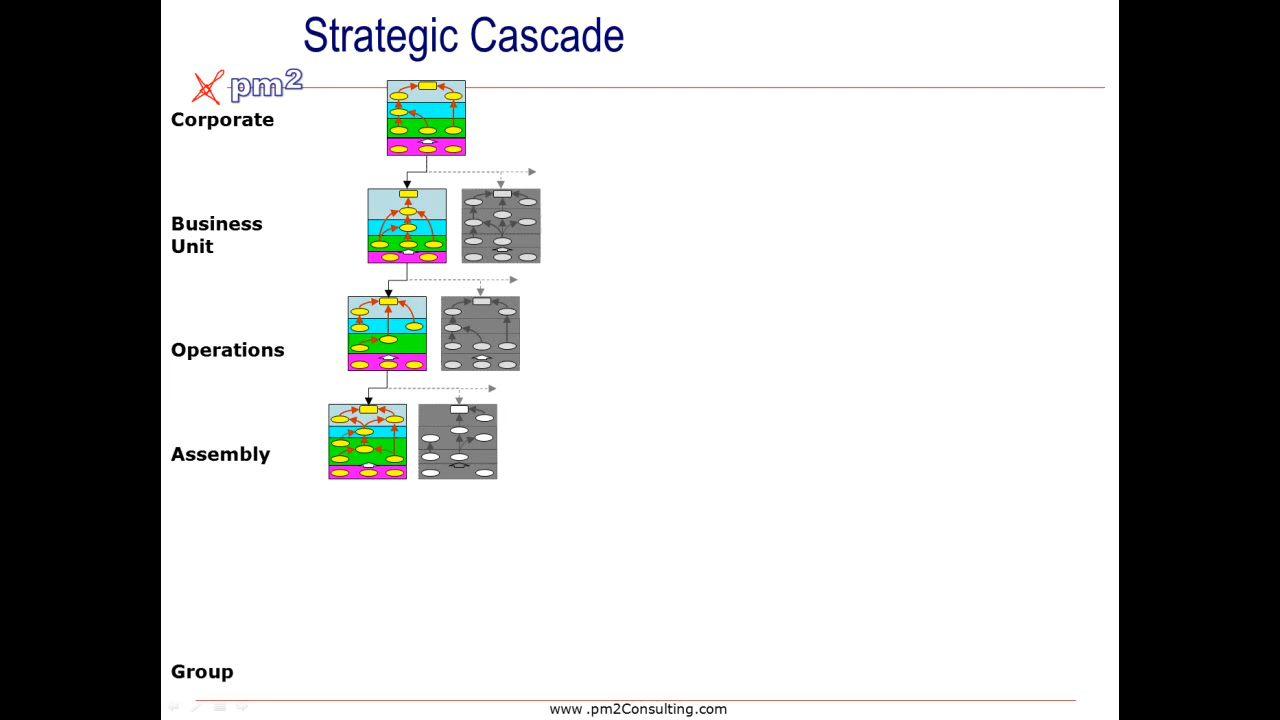 Strategic Cascade
pm2
Corporate
Business
Unit
Operations
Assembly
Group
www .pm2Consulting.com